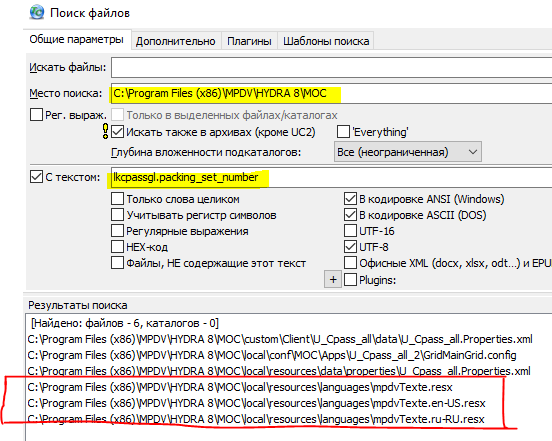 Поиск файлов
Общие параметры Дополнительно Плагины Шаблоны поиска
Искать файлы:
Место поиска: C:\Program Files (x86)\MPDV\HYDRA 8\MOC
Рег. выраж. Только в выделенных файлах/каталогах
Искать также в архивах (кроме UC2) 'Everything'
Глубина вложенности подкаталогов: Все (неограниченная)
С текстом: lkcpassgl.packing_set_number
Только слова целиком В кодировке ANSI (Windows)
Учитывать регистр символов В кодировке ASCII (DOS)
Регулярные выражения UTF-16
HEX-код UTF-8
Файлы, НЕ содержащие этот текст Офисные XML (docx, xlsx, odt...) и EPU
+ Plugins:
Результаты поиска
[Найдено: файлов - 6, каталогов - 0]
C:\Program Files (x86)\MPDV\HYDRA 8\MOC\custom\Client\U_Cpass_all\data\U_Cpass_all.Properties.xml
C:\Program Files (x86)\MPDV\HYDRA 8\MOC\local\conf\MOC\Apps\U_Cpass_all_2\GridMainGrid.config
C:\Program Files (x86)\MPDV\HYDRA 8\MOC\local\resources\data\properties\U_Cpass_all.Properties.xml
C:\Program Files (x86)\MPDV\HYDRA 8\MOC\local\resources\languages\mpdvTexte.resx
C:\Program Files (x86)\MPDV\HYDRA 8\MOC\local\resources\languages\mpdvTexte.en-US.resx
C:\Program Files (x86)\MPDV\HYDRA 8\MOC\local\resources\languages\mpdvTexte.ru-RU.resx